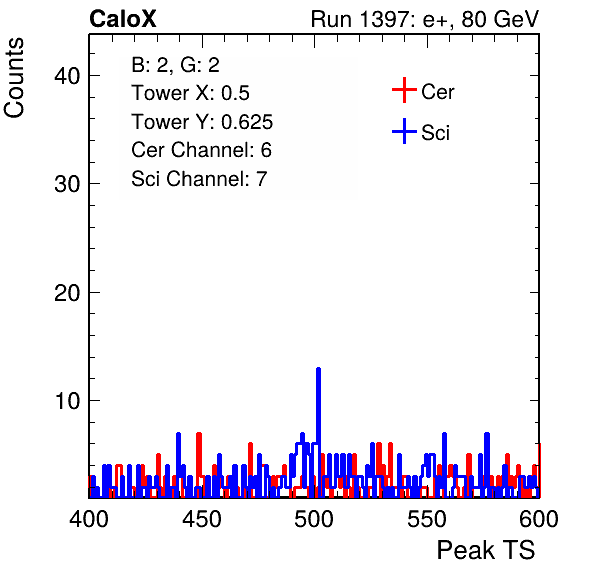 CaloX Run 1397: e+, 80 GeV
Counts
B: 2, G: 2
Tower X: 0.5
Tower Y: 0.625
Cer Channel: 6
Sci Channel: 7
Cer
Sci
40
30
20
10
400 450 500 550 600
Peak TS